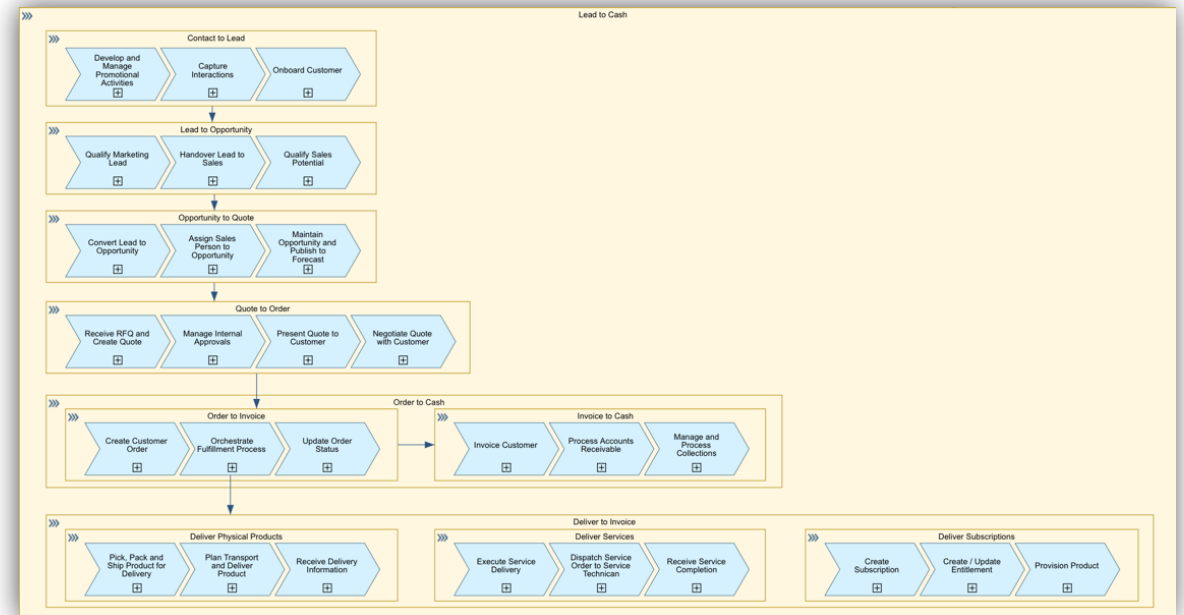 Lead to Cash
Contact to Lead
Develop and
Manage
Promotional
Activities
Capture
Interactions
Onboard Customer
Lead to Opportunity
Qualify Marketing
Lead
Handover Lead to
Sales
Qualify Sales
Potential
Opportunity to Quote
Convert Lead to
Opportunity
Assign Sales
Person to
Opportunity
Maintain
Opportunity and
Publish to
Forecast
Quote to Order
Receive RFQ and
Create Quote
Manage Internal
Approvals
Present Quote to
Customer
Negotiate Quote
with Customer
Order to Cash
Order to Invoice
Create Customer
Order
Orchestrate
Fulfillment Process
Update Order
Status
Invoice to Cash
Invoice Customer
Process Accounts
Receivable
Manage and
Process
Collections
Deliver to Invoice
Deliver Physical Products
Pick, Pack and
Ship Product for
Delivery
Plan Transport
and Deliver
Product
Receive Delivery
Information
Deliver Services
Execute Service
Delivery
Dispatch Service
Order to Service
Technican
Receive Service
Completion
Deliver Subscriptions
Create
Subscription
Create / Update
Entitlement
Provision Product